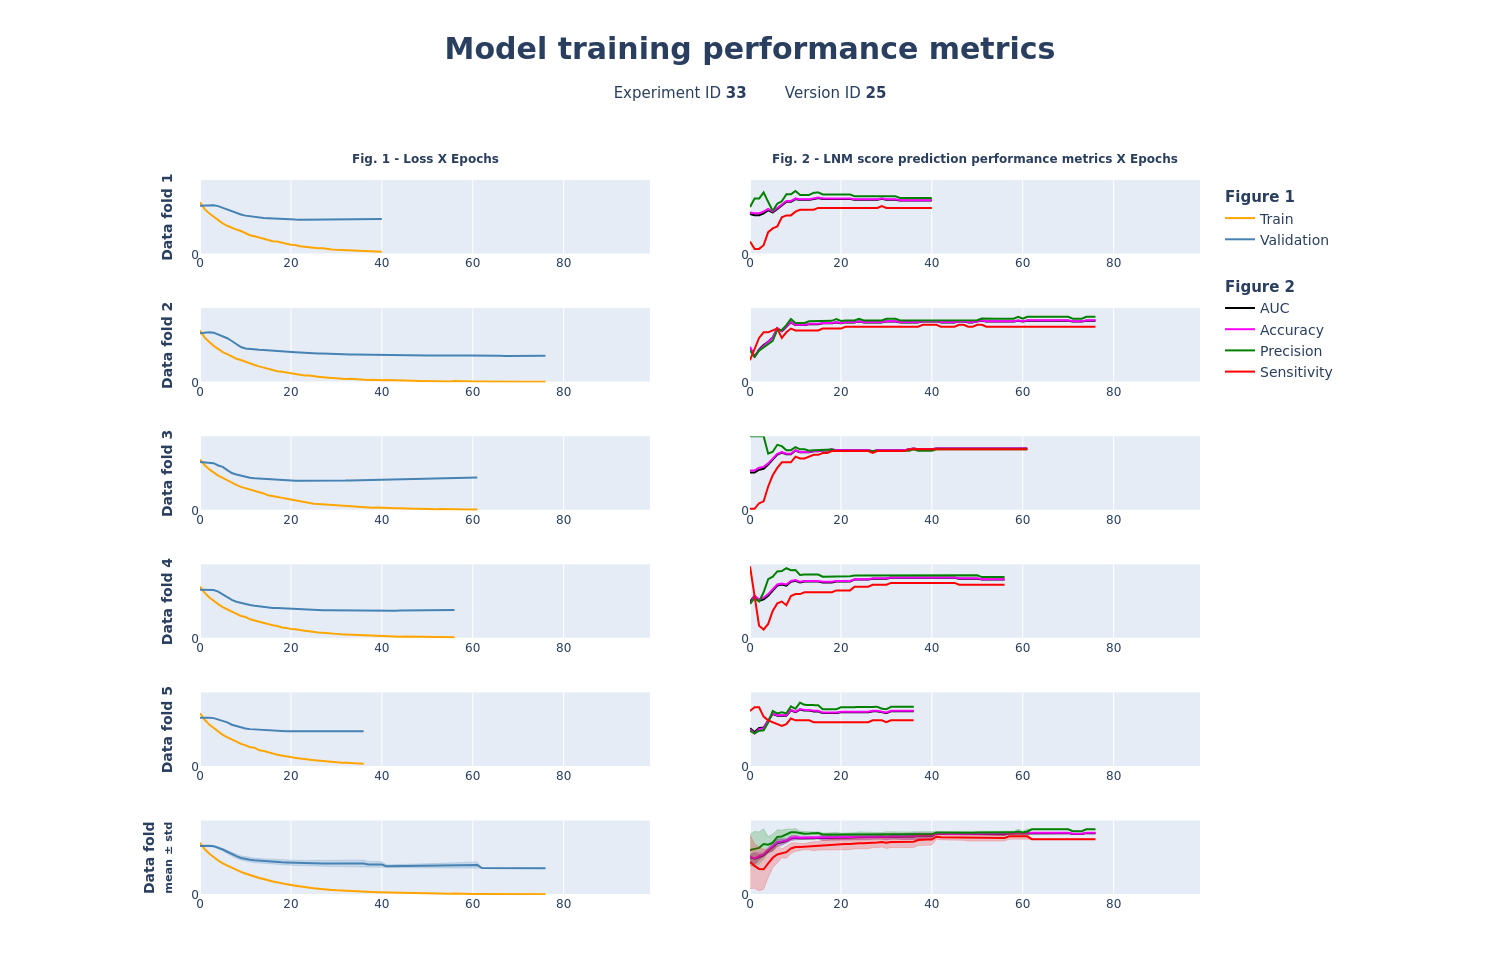 Model training performance metrics
Experiment ID 33 Version ID 25
Fig. 1 - Loss X Epochs
Fig. 2 - LNM score prediction performance metrics X Epochs
Data fold 1
0
0 20 40 60 80
0
0 20 40 60 80
Data fold 2
0
0 20 40 60 80
0
0 20 40 60 80
Data fold 3
0
0 20 40 60 80
0
0 20 40 60 80
Data fold 4
0
0 20 40 60 80
0
0 20 40 60 80
Data fold 5
0
0 20 40 60 80
0
0 20 40 60 80
Data fold
mean ± std
0
0 20 40 60 80
0
0 20 40 60 80
Figure 1
Train
Validation
Figure 2
AUC
Accuracy
Precision
Sensitivity